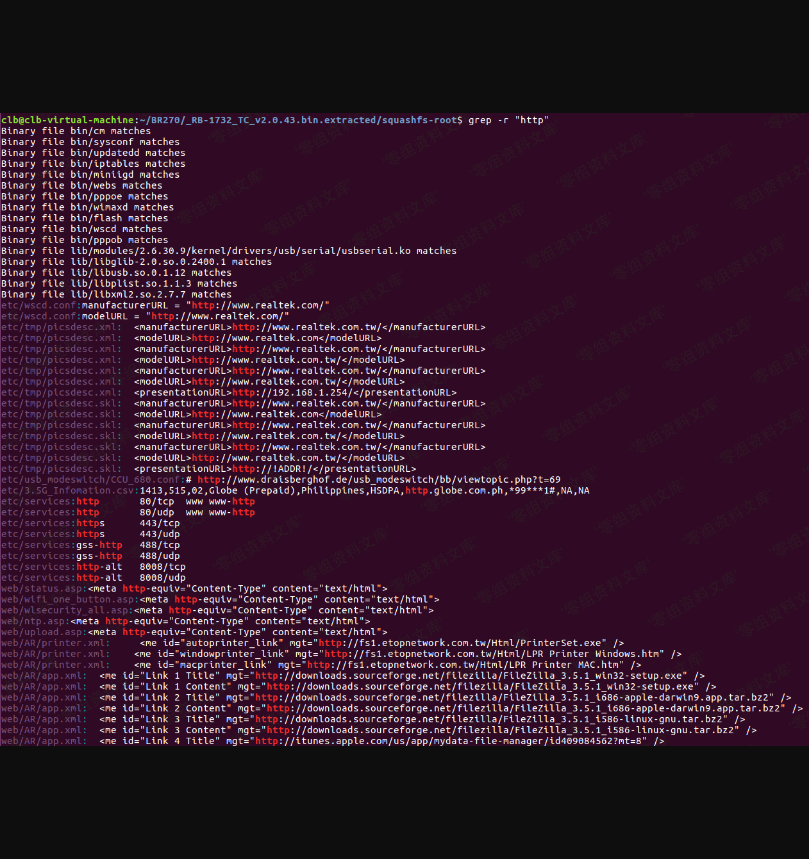 clb@clb-virtual-machine:~/BR270/_RB-1732_TC_v2.0.43.bin.extracted/squashfs-root$ grep -r "http"
Binary file bin/cm matches
Binary file bin/sysconf matches
Binary file bin/updatedd matches
Binary file bin/iptables matches
Binary file bin/miniigd matches
Binary file bin/webs matches
Binary file bin/pppoe matches
Binary file bin/wimaxd matches
Binary file bin/flash matches
Binary file bin/wscd matches
Binary file bin/pppob matches
Binary file lib/modules/2.6.30.9/kernel/drivers/usb/serial/usbserial.ko matches
Binary file lib/libglib-2.0.so.0.2400.1 matches
Binary file lib/libusb.so.0.1.12 matches
Binary file lib/libplist.so.1.1.3 matches
Binary file lib/libxml2.so.2.7.7 matches
etc/wscd.conf:manufacturerURL = "http://www.realtek.com/"
etc/wscd.conf:modelURL = "http://www.realtek.com/"
etc/tmp/picsdesc.xml:  <manufacturerURL>http://www.realtek.com.tw/</manufacturerURL>
etc/tmp/picsdesc.xml:  <modelURL>http://www.realtek.com</modelURL>
etc/tmp/picsdesc.xml:  <manufacturerURL>http://www.realtek.com.tw/</manufacturerURL>
etc/tmp/picsdesc.xml:  <modelURL>http://www.realtek.com.tw/</modelURL>
etc/tmp/picsdesc.xml:  <manufacturerURL>http://www.realtek.com.tw/</manufacturerURL>
etc/tmp/picsdesc.xml:  <modelURL>http://www.realtek.com.tw/</modelURL>
etc/tmp/picsdesc.xml:  <presentationURL>http://192.168.1.254/</presentationURL>
etc/tmp/picsdesc.skl:  <manufacturerURL>http://www.realtek.com.tw/</manufacturerURL>
etc/tmp/picsdesc.skl:  <modelURL>http://www.realtek.com</modelURL>
etc/tmp/picsdesc.skl:  <manufacturerURL>http://www.realtek.com.tw/</manufacturerURL>
etc/tmp/picsdesc.skl:  <modelURL>http://www.realtek.com.tw/</modelURL>
etc/tmp/picsdesc.skl:  <manufacturerURL>http://www.realtek.com.tw/</manufacturerURL>
etc/tmp/picsdesc.skl:  <modelURL>http://www.realtek.com.tw/</modelURL>
etc/tmp/picsdesc.skl:  <presentationURL>http://!ADDR!/</presentationURL>
etc/usb_modeswitch/CCU_680.conf:# http://www.draisberghof.de/usb_modeswitch/bb/viewtopic.php?t=69
etc/3.5G_Infomation.csv:1413,515,02,Globe (Prepaid),Philippines,HSDPA,http.globe.com.ph,*99***1#,NA,NA
etc/services:http       80/tcp  www www-http
etc/services:http       80/udp  www www-http
etc/services:https      443/tcp
etc/services:https      443/udp
etc/services:gss-http   488/tcp
etc/services:gss-http   488/udp
etc/services:http-alt   8008/tcp
etc/services:http-alt   8008/udp
web/status.asp:<meta http-equiv="Content-Type" content="text/html">
web/wifi_one_button.asp:<meta http-equiv="Content-Type" content="text/html">
web/wlsecurity_all.asp:<meta http-equiv="Content-Type" content="text/html">
web/ntp.asp:<meta http-equiv="Content-Type" content="text/html">
web/upload.asp:<meta http-equiv="Content-Type" content="text/html">
web/AR/printer.xml:     <me id="autoprinter_link" mgt="http://fs1.etopnetwork.com.tw/Html/PrinterSet.exe" />
web/AR/printer.xml:    <me id="windowprinter_link" mgt="http://fs1.etopnetwork.com.tw/Html/LPR Printer Windows.htm" />
web/AR/printer.xml:    <me id="macprinter_link" mgt="http://fs1.etopnetwork.com.tw/Html/LPR Printer MAC.htm" />
web/AR/app.xml:  <me id="Link 1 Title" mgt="http://downloads.sourceforge.net/filezilla/FileZilla_3.5.1_win32-setup.exe" />
web/AR/app.xml:  <me id="Link 1 Content" mgt="http://downloads.sourceforge.net/filezilla/FileZilla_3.5.1_win32-setup.exe" />
web/AR/app.xml:  <me id="Link 2 Title" mgt="http://downloads.sourceforge.net/filezilla/FileZilla_3.5.1_i686-apple-darwin9.app.tar.bz2" />
web/AR/app.xml:  <me id="Link 2 Content" mgt="http://downloads.sourceforge.net/filezilla/FileZilla_3.5.1_i686-apple-darwin9.app.tar.bz2" />
web/AR/app.xml:  <me id="Link 3 Title" mgt="http://downloads.sourceforge.net/filezilla/FileZilla_3.5.1_i586-linux-gnu.tar.bz2" />
web/AR/app.xml:  <me id="Link 3 Content" mgt="http://downloads.sourceforge.net/filezilla/FileZilla_3.5.1_i586-linux-gnu.tar.bz2" />
web/AR/app.xml:  <me id="Link 4 Title" mgt="http://itunes.apple.com/us/app/mydata-file-manager/id409084562?mt=8" />
零组资料文库